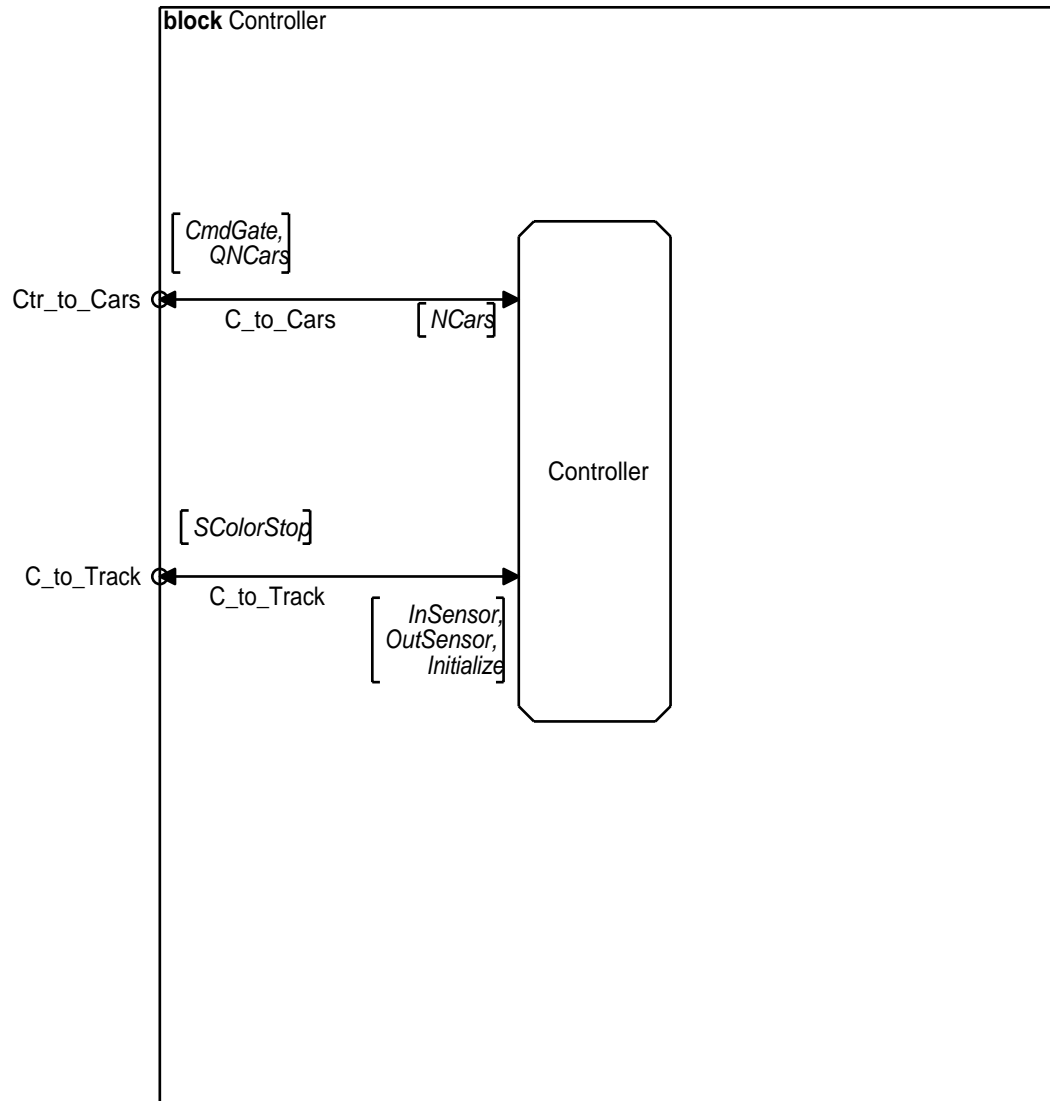 block Controller
CmdGate,
QNCars
Ctr_to_Cars
C_to_Cars
NCars
Controller
SColorStop
C_to_Track
C_to_Track
InSensor,
OutSensor,
Initialize